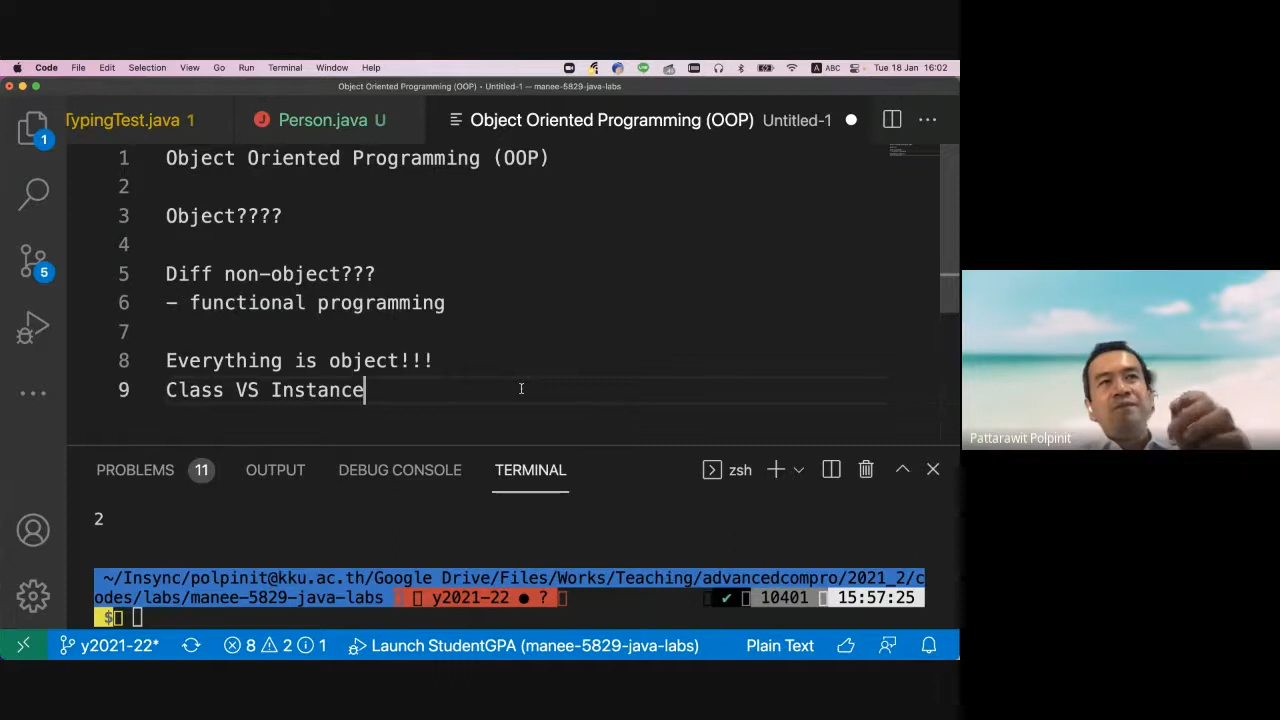 Code File Edit Selection View Go Run Terminal Window Help ABC Tue 18 Jan 16:02
Object Oriented Programming (OOP) • Untitled-1 — manee-5829-java-labs
TypingTest.java 1 Person.java U Object Oriented Programming (OOP) Untitled-1
1 Object Oriented Programming (OOP)
2
3 Object????
4
5 Diff non-object???
6 - functional programming
7
8 Everything is object!!!
9 Class VS Instance
1
5
Pattarawit Polpinit
PROBLEMS 11 OUTPUT DEBUG CONSOLE TERMINAL zsh
2
~/Insync/polpinit@kku.ac.th/Google Drive/Files/Works/Teaching/advancedcompro/2021_2/c
odes/labs/manee-5829-java-labs y2021-22 ● ? ✔ 10401 15:57:25
$
y2021-22* 8 2 1 Launch StudentGPA (manee-5829-java-labs) Plain Text